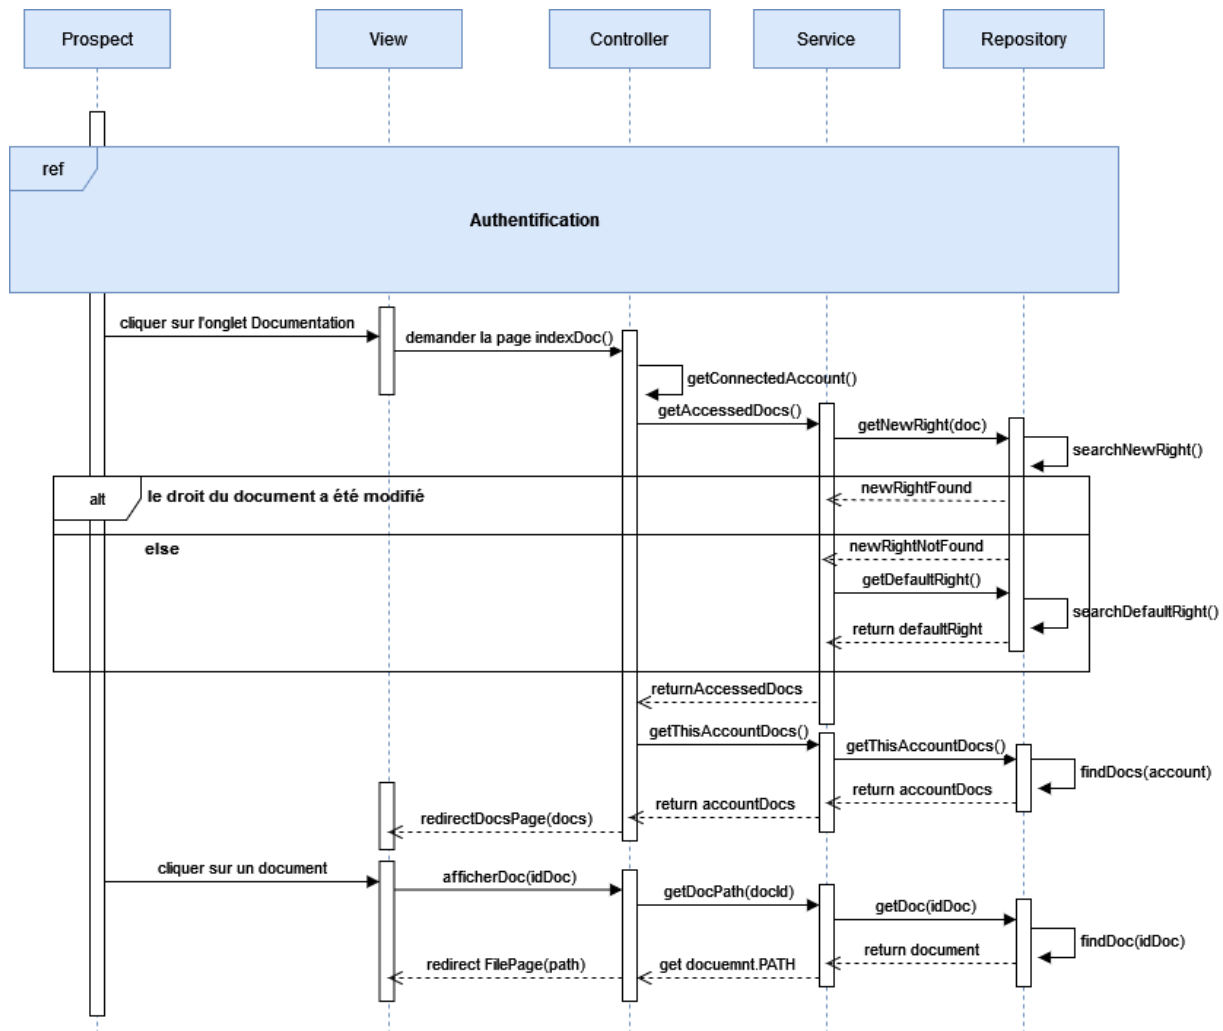 Prospect
View
Controller
Service
Repository
ref
Authentification
cliquer sur l'onglet Documentation
demander la page indexDoc()
getConnectedAccount()
getAccessedDocs()
getNewRight(doc)
searchNewRight()
alt
le droit du document a été modifié
newRightFound
else
newRightNotFound
getDefaultRight()
searchDefaultRight()
return defaultRight
returnAccessedDocs
getThisAccountDocs()
getThisAccountDocs()
findDocs(account)
return accountDocs
return accountDocs
redirectDocsPage(docs)
cliquer sur un document
afficherDoc(idDoc)
getDocPath(docId)
getDoc(idDoc)
findDoc(idDoc)
return document
get docuemnt.PATH
redirect FilePage(path)